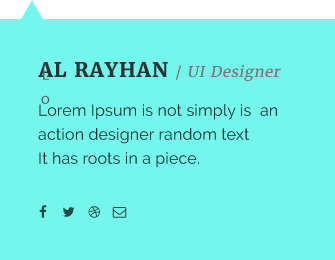 AL RAYHAN / UI Designer
Lorem Ipsum is not simply is an
action designer random text
It has roots in a piece.